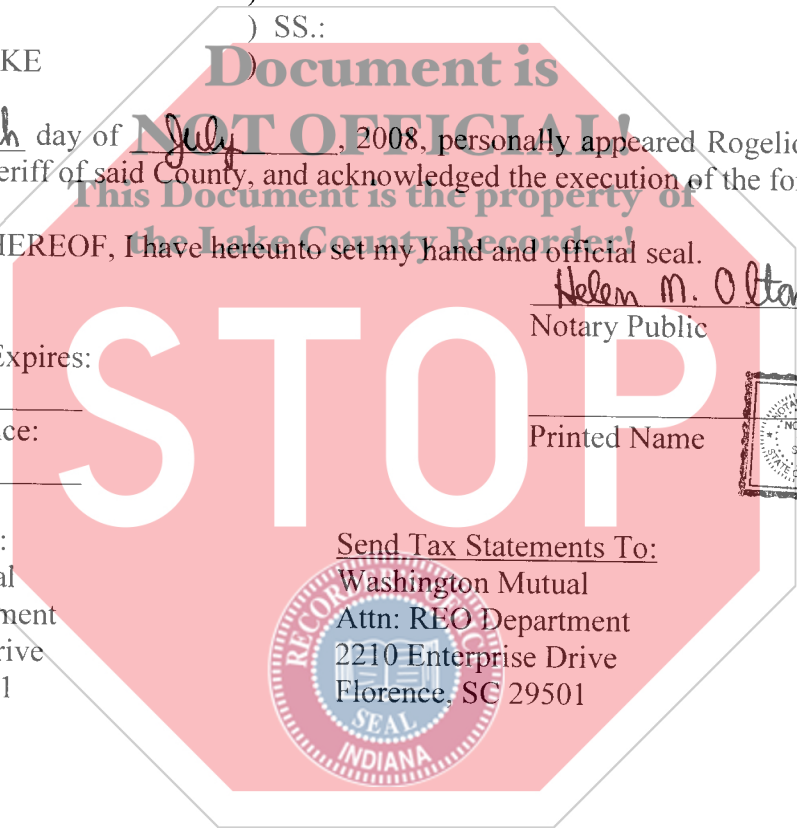 ) SS.:
KE )
Document is
NOT OFFICIAL!
This Document is the property of
the Lake County Recorder!
h day of July, 2008, personally appeared Rogelio
eriff of said County, and acknowledged the execution of the for
HEREOF, I have hereunto set my hand and official seal.
Helen M. Olto
Notary Public
Expires:
ce:
Printed Name
STOP
:
al
ment
rive
1
Send Tax Statements To:
Washington Mutual
Attn: REO Department
2210 Enterprise Drive
Florence, SC 29501
RECORDER'S OFFICE
SEAL
INDIANA